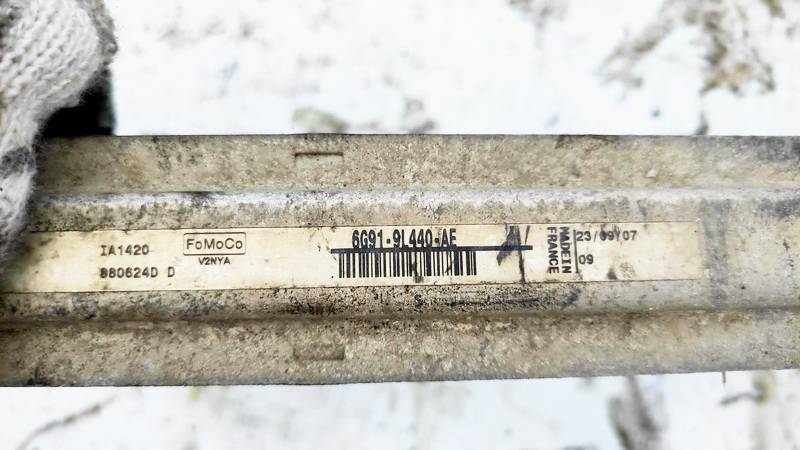 IA1420
880624D D
FoMoCo
V2NYA
6G91-9L440-AE
MADE IN
FRANCE
23/09/07
09